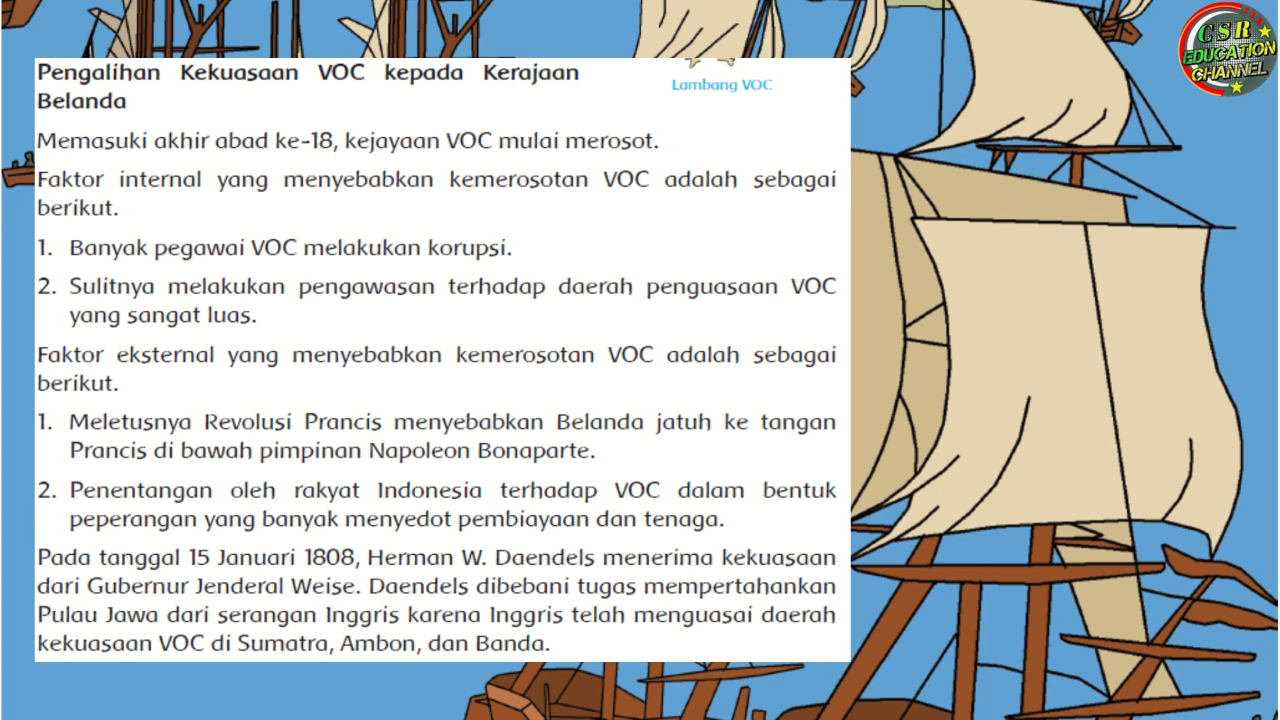 Pengalihan Kekuasaan VOC kepada Kerajaan
Belanda
Lambang VOC
Memasuki akhir abad ke-18, kejayaan VOC mulai merosot.
Faktor internal yang menyebabkan kemerosotan VOC adalah sebagai
berikut.
1. Banyak pegawai VOC melakukan korupsi.
2. Sulitnya melakukan pengawasan terhadap daerah penguasaan VOC
yang sangat luas.
Faktor eksternal yang menyebabkan kemerosotan VOC adalah sebagai
berikut.
1. Meletusnya Revolusi Prancis menyebabkan Belanda jatuh ke tangan
Prancis di bawah pimpinan Napoleon Bonaparte.
2. Penentangan oleh rakyat Indonesia terhadap VOC dalam bentuk
peperangan yang banyak menyedot pembiayaan dan tenaga.
Pada tanggal 15 Januari 1808, Herman W. Daendels menerima kekuasaan
dari Gubernur Jenderal Weise. Daendels dibebani tugas mempertahankan
Pulau Jawa dari serangan Inggris karena Inggris telah menguasai daerah
kekuasaan VOC di Sumatra, Ambon, dan Banda.
CSR
EDUCATION
CHANNEL